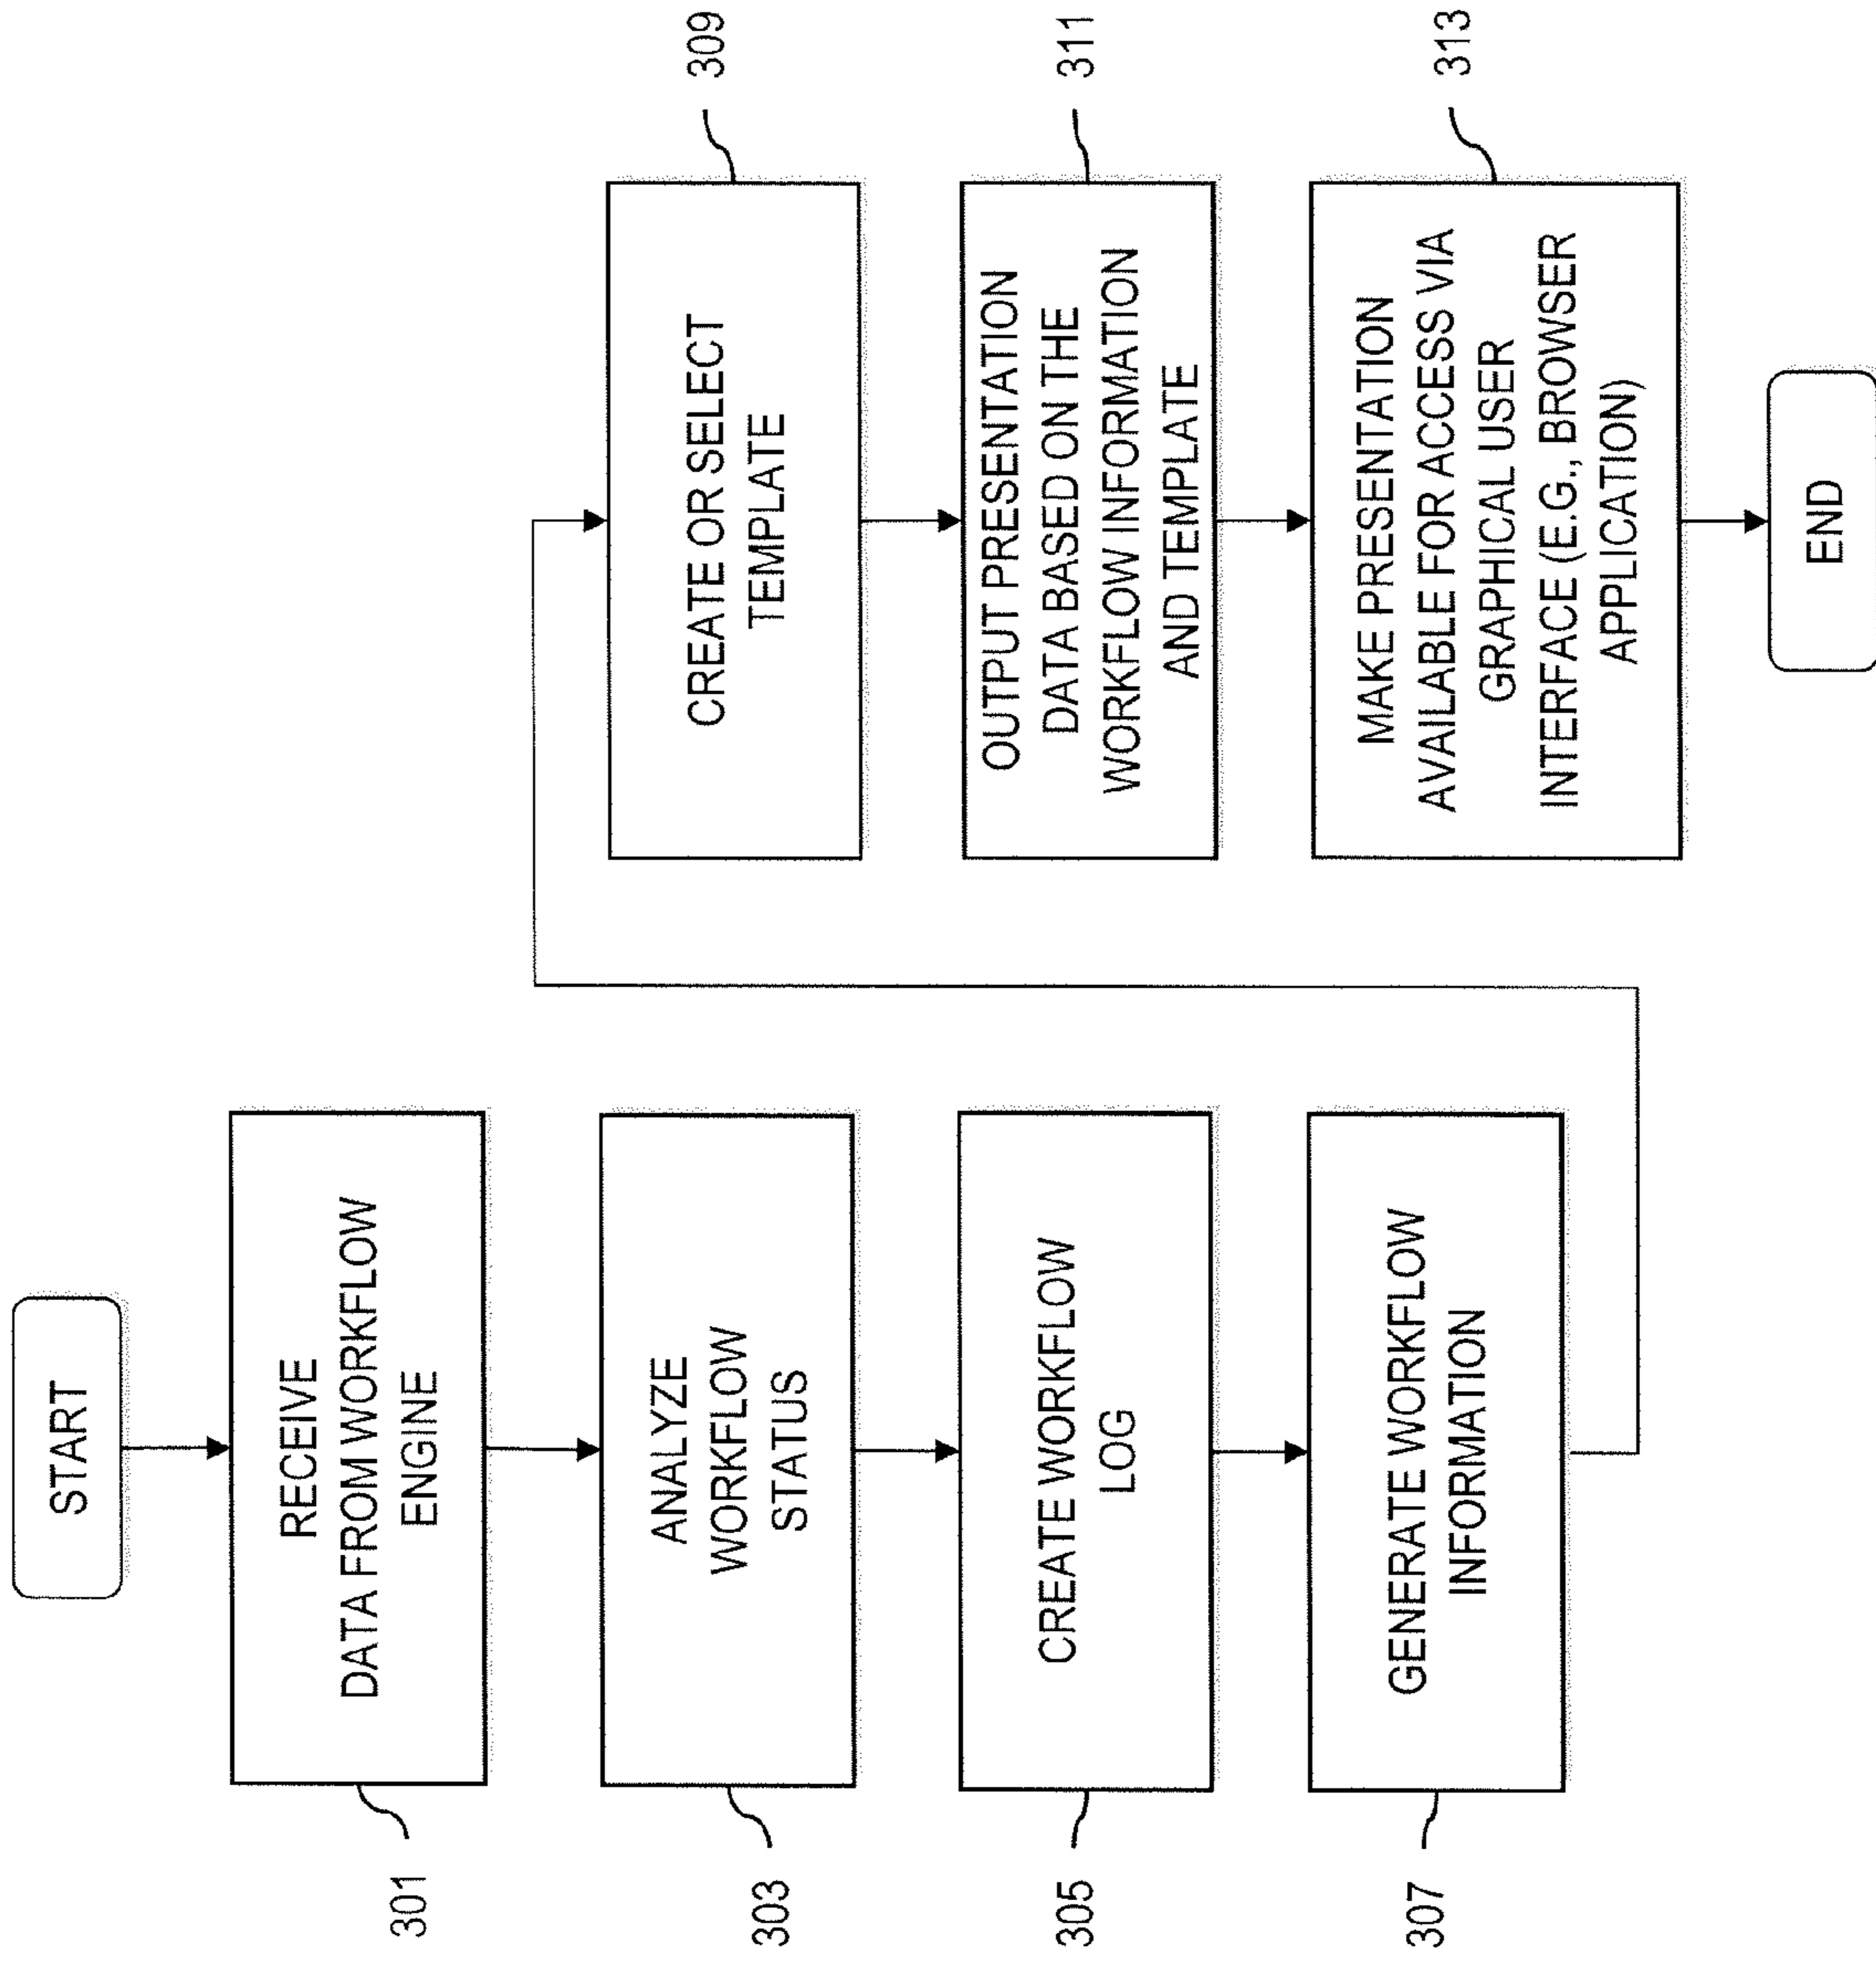 START
RECEIVE
DATA FROM WORKFLOW
ENGINE
301
ANALYZE
WORKFLOW
STATUS
303
CREATE WORKFLOW
LOG
305
GENERATE WORKFLOW
INFORMATION
307
CREATE OR SELECT
TEMPLATE
309
OUTPUT PRESENTATION
DATA BASED ON THE
WORKFLOW INFORMATION
AND TEMPLATE
311
MAKE PRESENTATION
AVAILABLE FOR ACCESS VIA
GRAPHICAL USER
INTERFACE (E.G., BROWSER
APPLICATION)
313
END